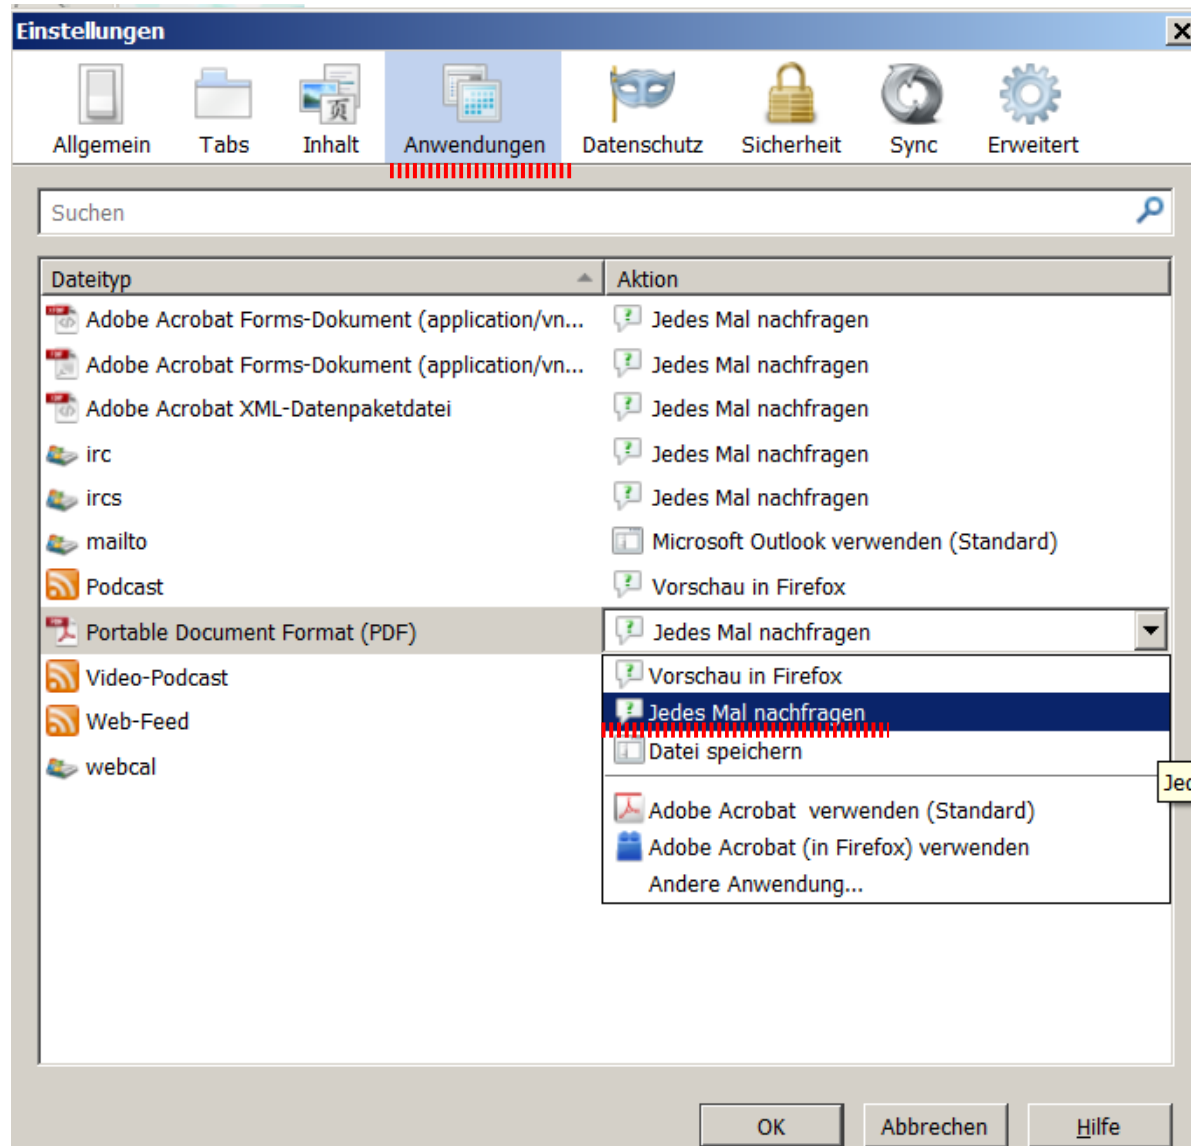 Einstellungen
页
Allgemein Tabs Inhalt Anwendungen Datenschutz Sicherheit Sync Erweitert
Suchen
Dateityp Aktion
Adobe Acrobat Forms-Dokument (application/vn... Jedes Mal nachfragen
Adobe Acrobat Forms-Dokument (application/vn... Jedes Mal nachfragen
Adobe Acrobat XML-Datenpaketdatei Jedes Mal nachfragen
irc Jedes Mal nachfragen
ircs Jedes Mal nachfragen
mailto Microsoft Outlook verwenden (Standard)
Podcast Vorschau in Firefox
Portable Document Format (PDF) Jedes Mal nachfragen
Video-Podcast Vorschau in Firefox
Web-Feed Jedes Mal nachfragen
Datei speichern
webcal
Jed
Adobe Acrobat verwenden (Standard)
Adobe Acrobat (in Firefox) verwenden
Andere Anwendung...
OK Abbrechen Hilfe